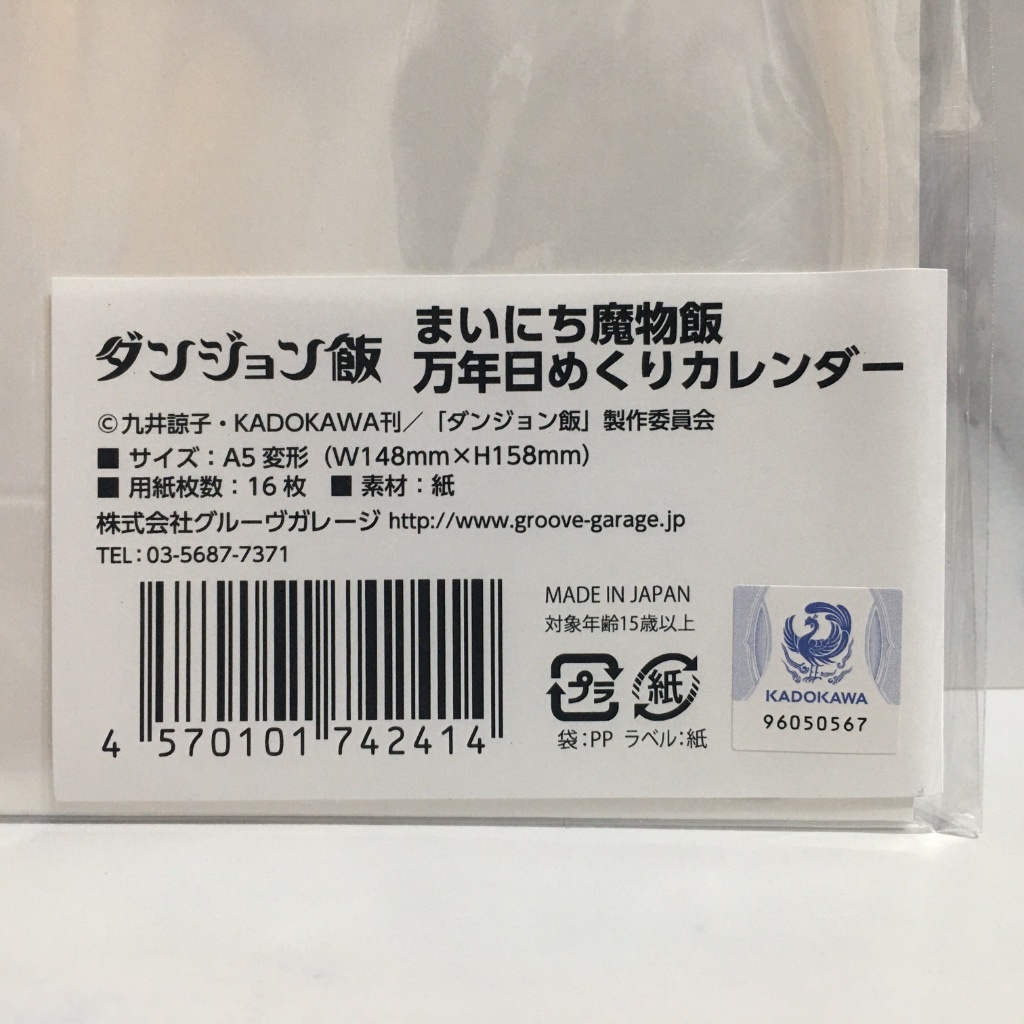 ダンジョン飯
まいにち魔物飯
万年日めくりカレンダー
©九井諒子・KADOKAWA刊／「ダンジョン飯」製作委員会
■ サイズ：A5 変形（W148mm×H158mm）
■ 用紙枚数：16 枚 ■ 素材：紙
株式会社グルーヴガレージ http://www.groove-garage.jp
TEL：03-5687-7371
4 570101 742414
MADE IN JAPAN
対象年齢15歳以上
プラ 紙
袋：PP ラベル：紙
KADOKAWA
96050567